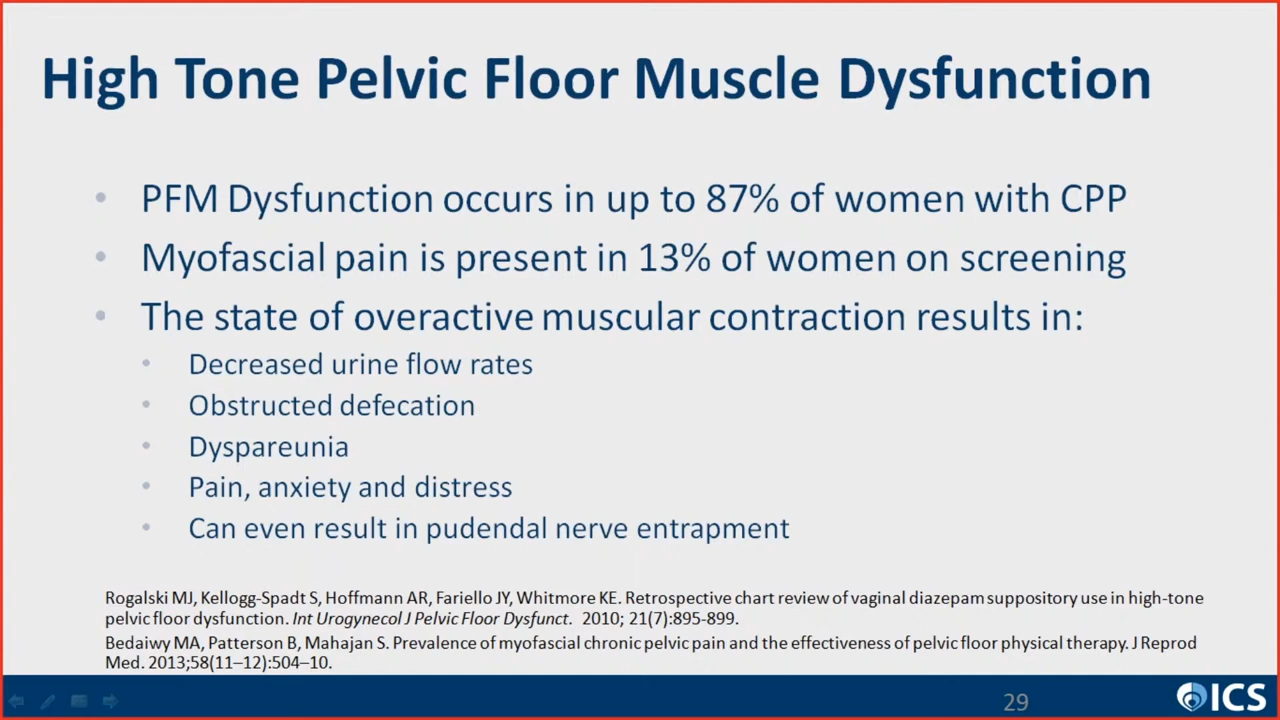 High Tone Pelvic Floor Muscle Dysfunction
• PFM Dysfunction occurs in up to 87% of women with CPP
• Myofascial pain is present in 13% of women on screening
• The state of overactive muscular contraction results in:
• Decreased urine flow rates
• Obstructed defecation
• Dyspareunia
• Pain, anxiety and distress
• Can even result in pudendal nerve entrapment
Rogalski MJ, Kellogg-Spadt S, Hoffmann AR, Fariello JY, Whitmore KE. Retrospective chart review of vaginal diazepam suppository use in high-tone
pelvic floor dysfunction. Int Urogynecol J Pelvic Floor Dysfunct. 2010; 21(7):895-899.
Bedaiwy MA, Patterson B, Mahajan S. Prevalence of myofascial chronic pelvic pain and the effectiveness of pelvic floor physical therapy. J Reprod
Med. 2013;58(11–12):504–10.
29
ICS